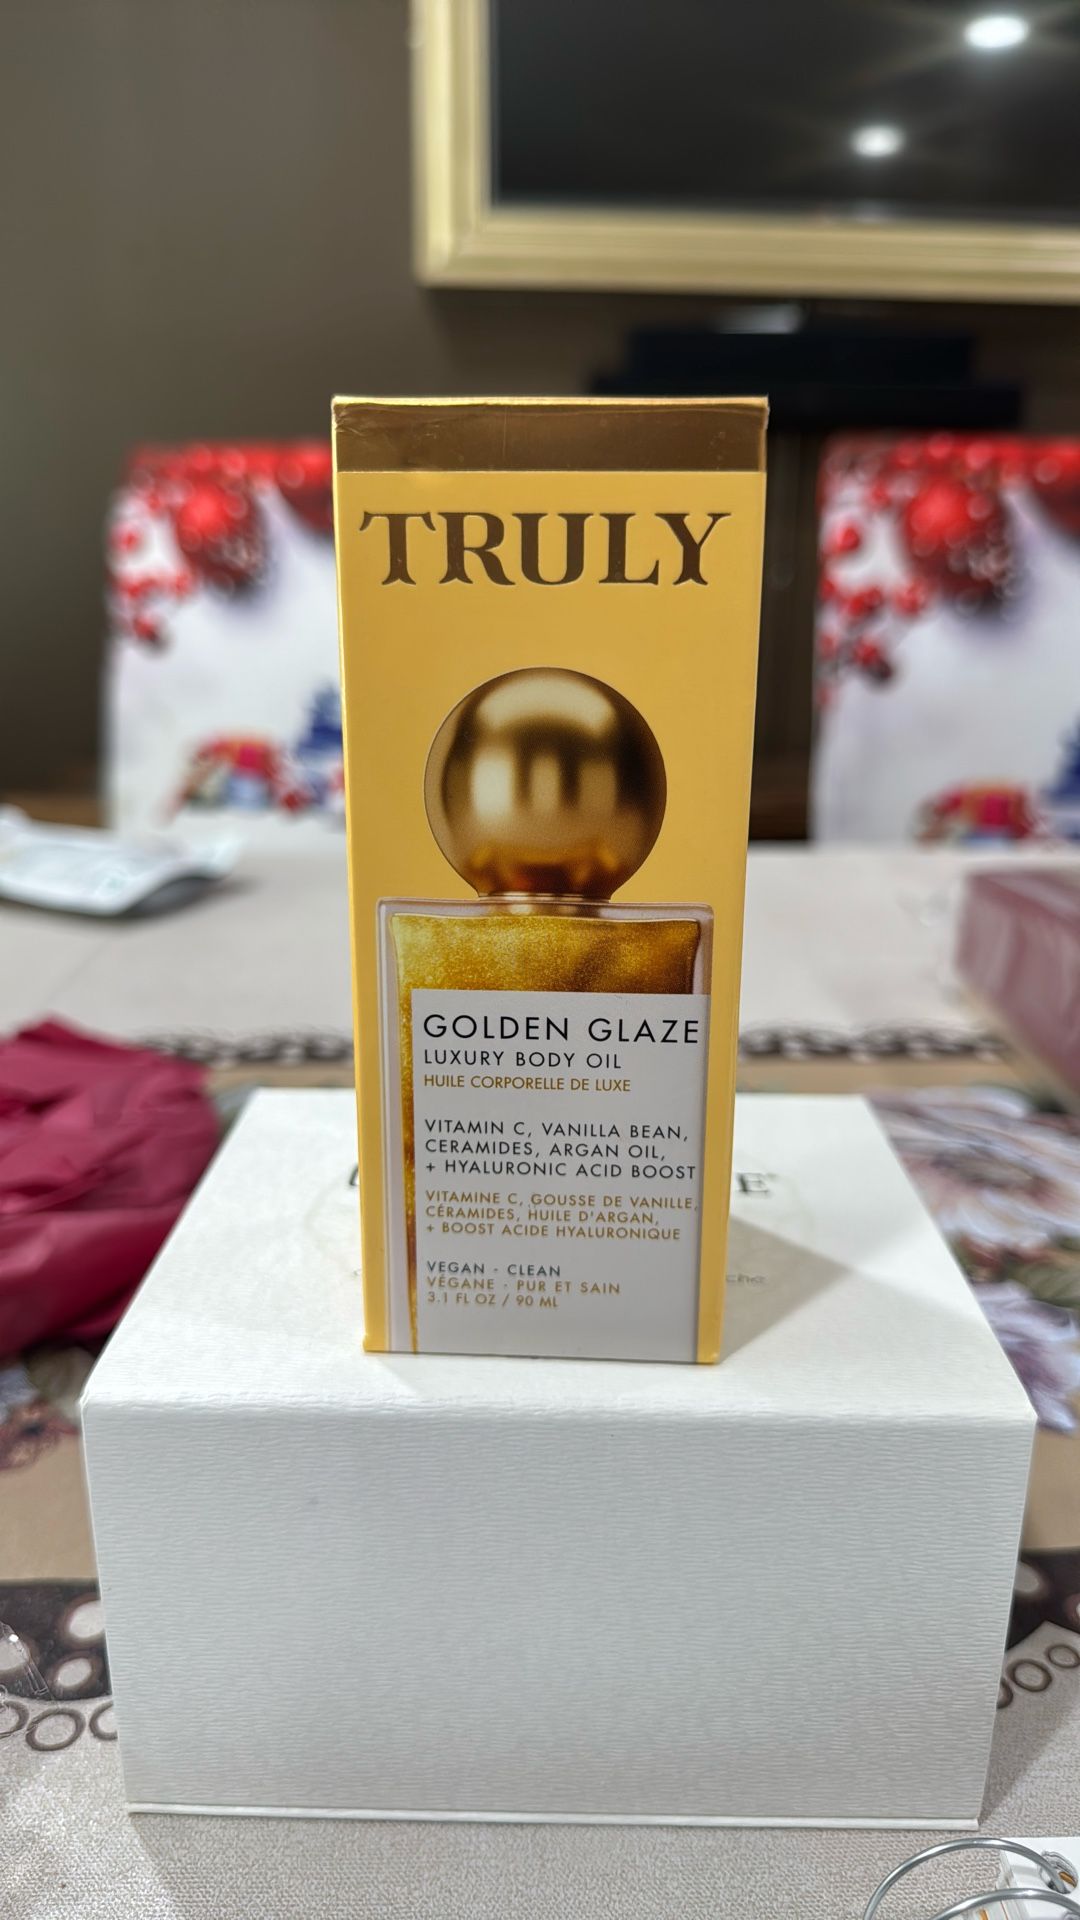 TRULY
GOLDEN GLAZE
LUXURY BODY OIL
HUILE CORPORELLE DE LUXE
VITAMIN C, VANILLA BEAN,
CERAMIDES, ARGAN OIL,
+ HYALURONIC ACID BOOST
VITAMINE C, GOUSSE DE VANILLE,
CÉRAMIDES, HUILE D'ARGAN,
+ BOOST ACIDE HYALURONIQUE
VEGAN - CLEAN
VÉGANE - PUR ET SAIN
3.1 FL OZ / 90 ML